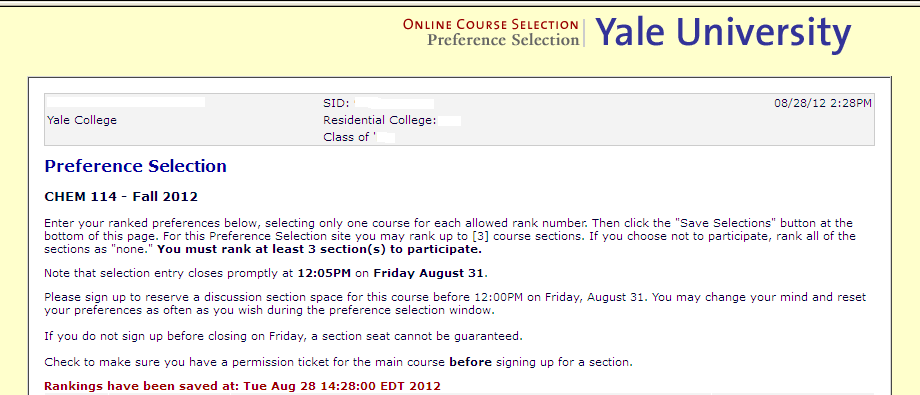 ONLINE COURSE SELECTION
Preference Selection
Yale University
SID:
08/28/12 2:28PM
Yale College
Residential College:
Class of '
Preference Selection
CHEM 114 - Fall 2012
Enter your ranked preferences below, selecting only one course for each allowed rank number. Then click the "Save Selections" button at the
bottom of this page. For this Preference Selection site you may rank up to [3] course sections. If you choose not to participate, rank all of the
sections as "none." You must rank at least 3 section(s) to participate.
Note that selection entry closes promptly at 12:05PM on Friday August 31.
Please sign up to reserve a discussion section space for this course before 12:00PM on Friday, August 31. You may change your mind and reset
your preferences as often as you wish during the preference selection window.
If you do not sign up before closing on Friday, a section seat cannot be guaranteed.
Check to make sure you have a permission ticket for the main course before signing up for a section.
Rankings have been saved at: Tue Aug 28 14:28:00 EDT 2012